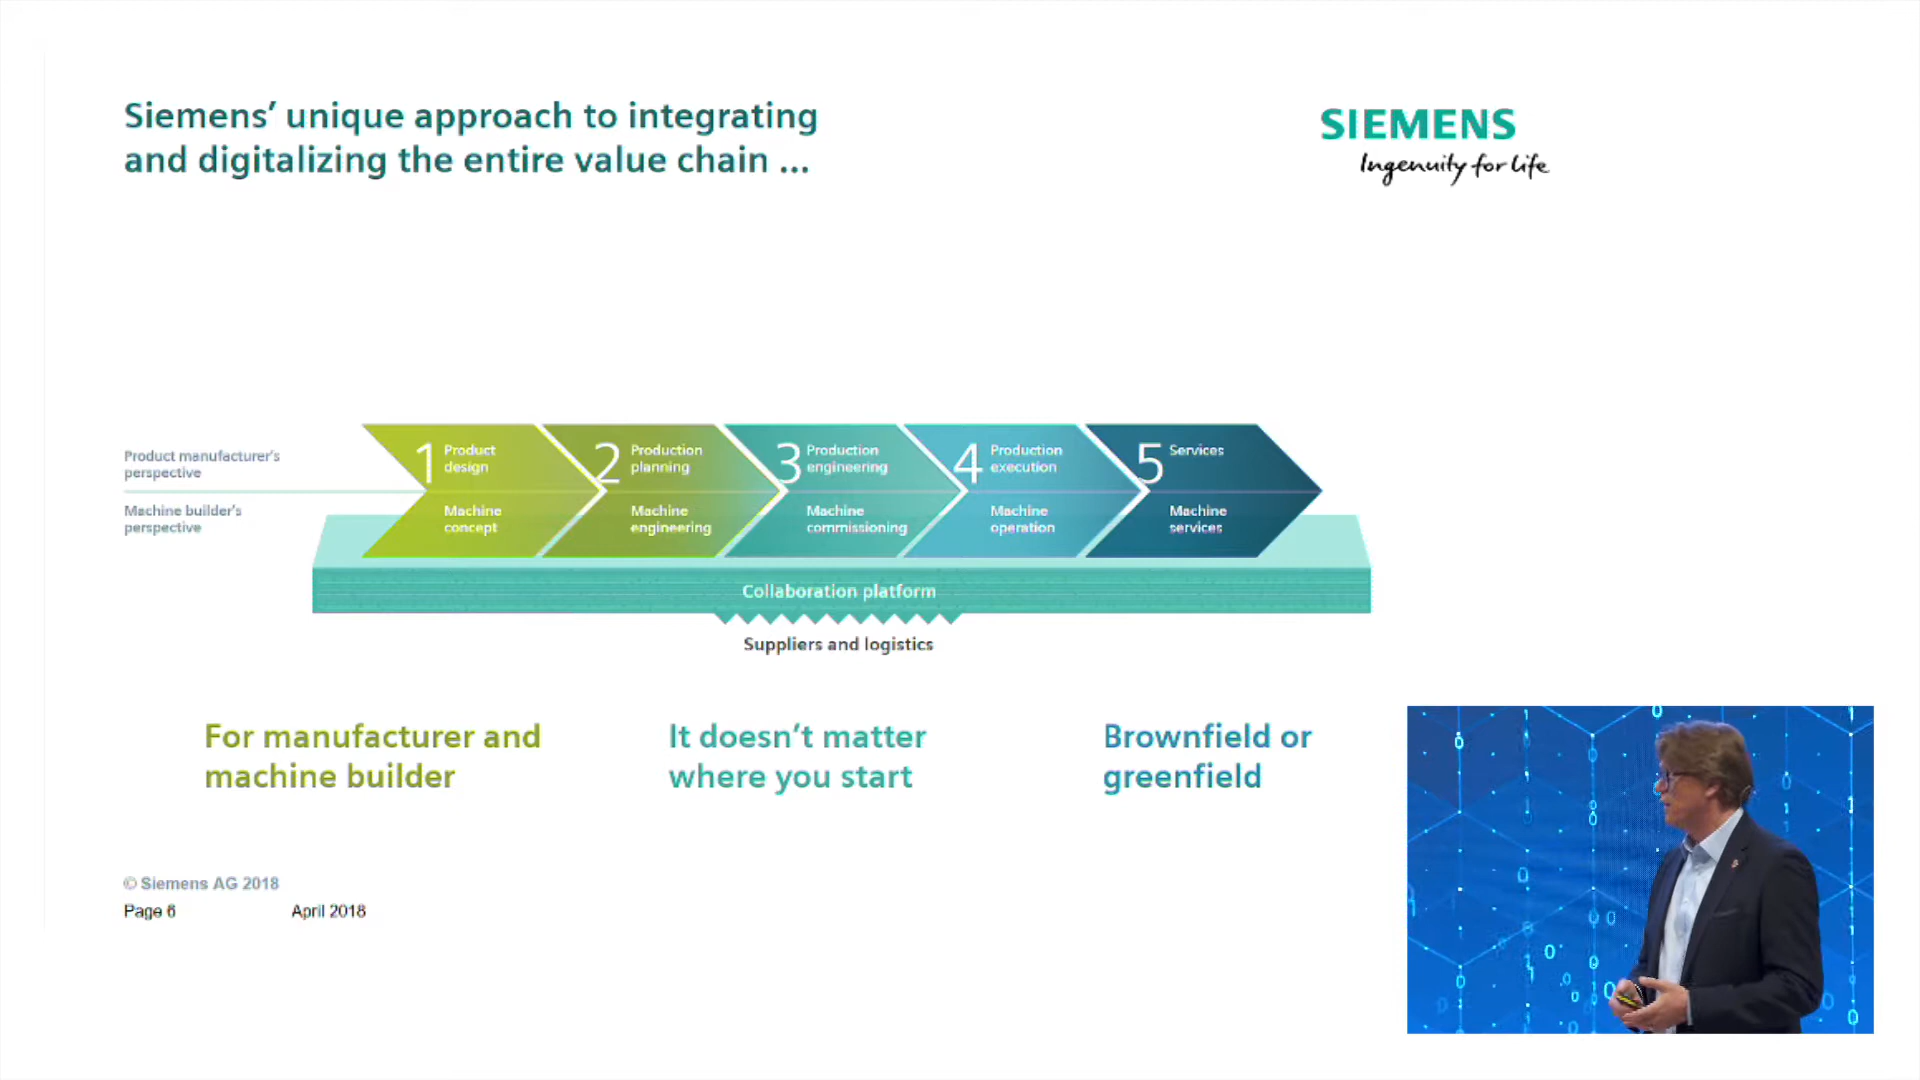 Siemens’ unique approach to integrating
and digitalizing the entire value chain ...
SIEMENS
Ingenuity for life
Product manufacturer's
perspective
Machine builder's
perspective
1 Product
design
Machine
concept
2 Production
planning
Machine
engineering
3 Production
engineering
Machine
commissioning
4 Production
execution
Machine
operation
5 Services
Machine
services
Collaboration platform
Suppliers and logistics
For manufacturer and
machine builder
It doesn’t matter
where you start
Brownfield or
greenfield
© Siemens AG 2018
Page 6
April 2018